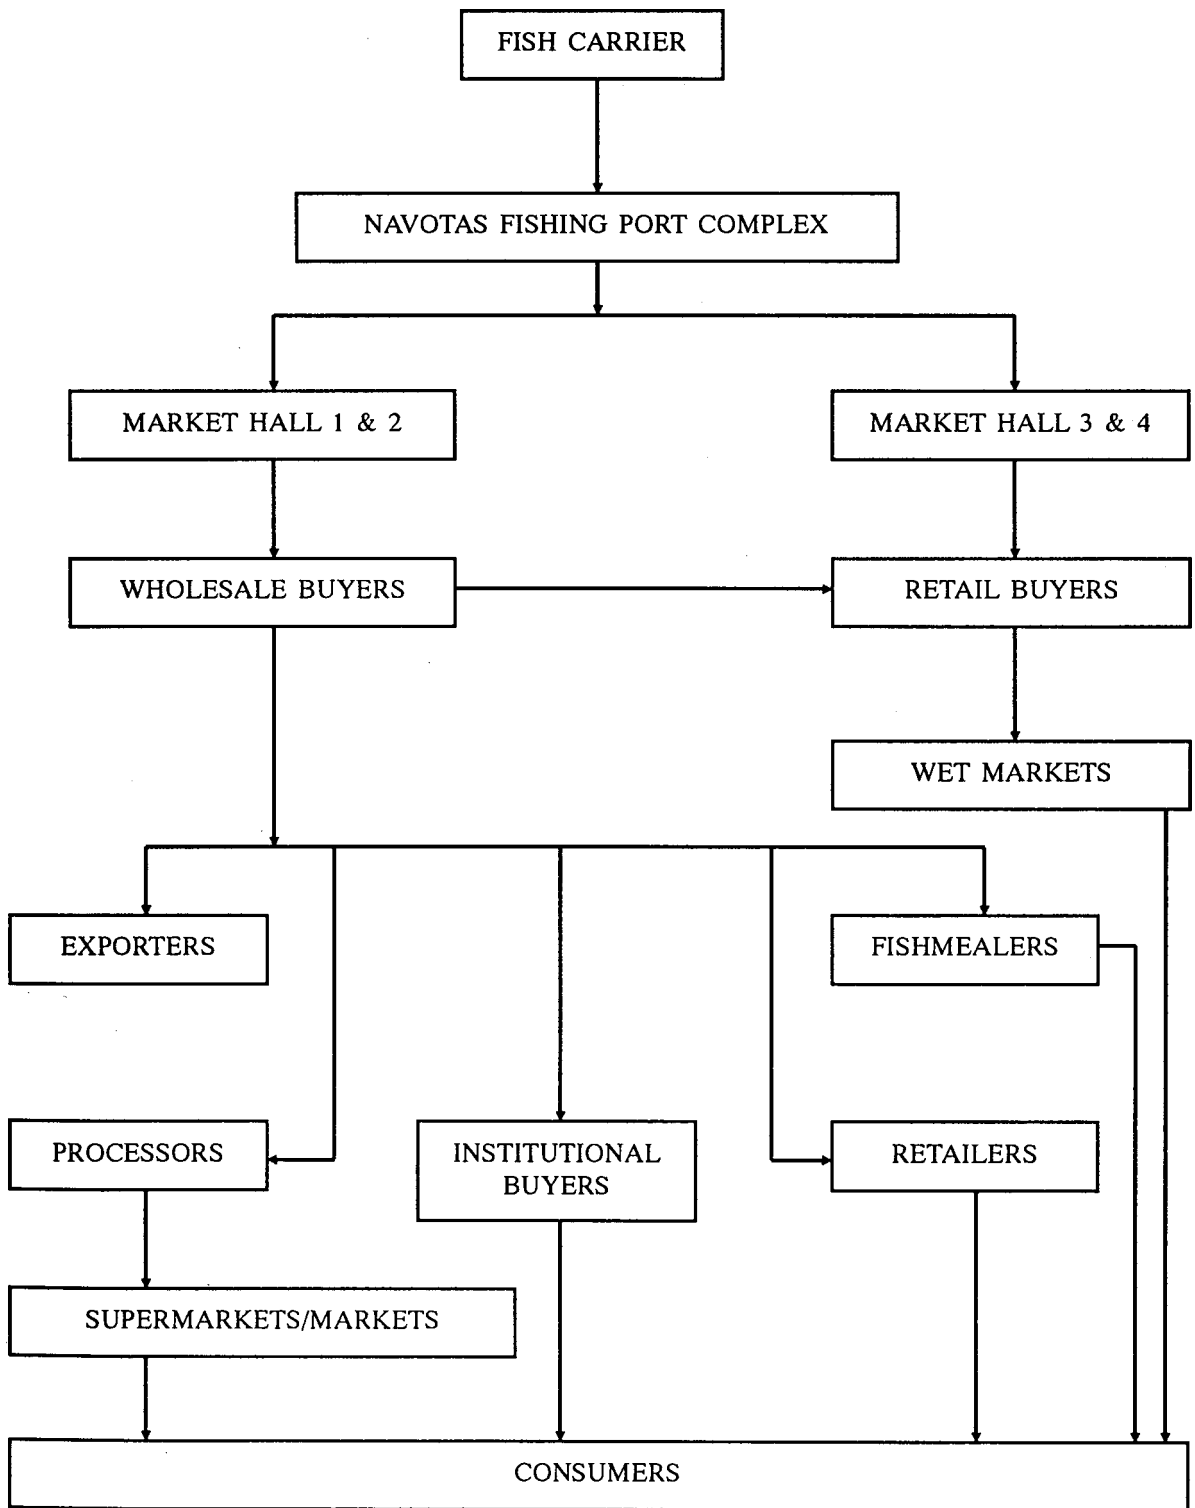 FISH CARRIER
NAVOTAS FISHING PORT COMPLEX
MARKET HALL 1 & 2
MARKET HALL 3 & 4
WHOLESALE BUYERS
RETAIL BUYERS
WET MARKETS
EXPORTERS
FISHMEALERS
PROCESSORS
INSTITUTIONAL
BUYERS
RETAILERS
SUPERMARKETS/MARKETS
CONSUMERS